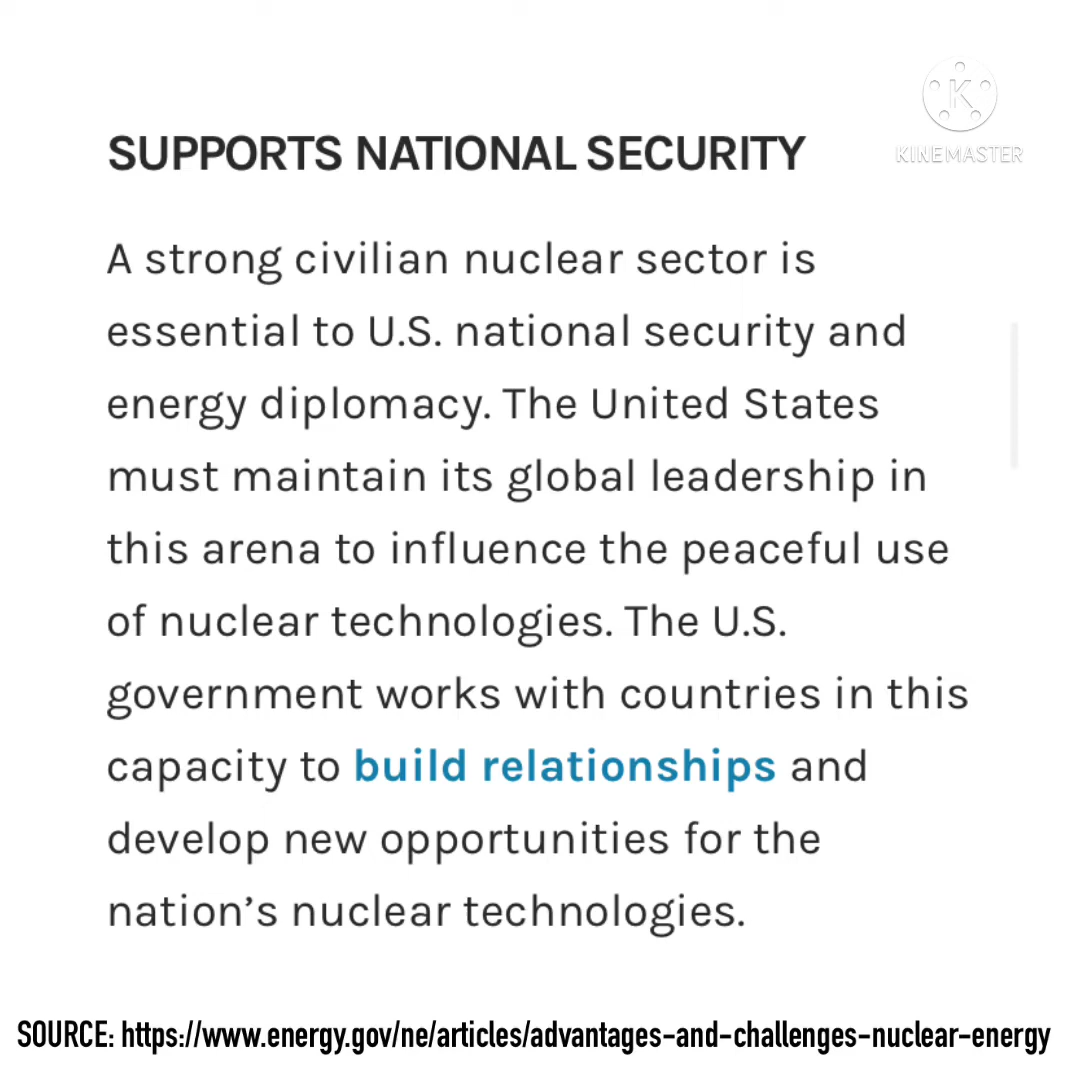 K
KINEMASTER
SUPPORTS NATIONAL SECURITY
A strong civilian nuclear sector is
essential to U.S. national security and
energy diplomacy. The United States
must maintain its global leadership in
this arena to influence the peaceful use
of nuclear technologies. The U.S.
government works with countries in this
capacity to build relationships and
develop new opportunities for the
nation’s nuclear technologies.
SOURCE: https://www.energy.gov/ne/articles/advantages-and-challenges-nuclear-energy